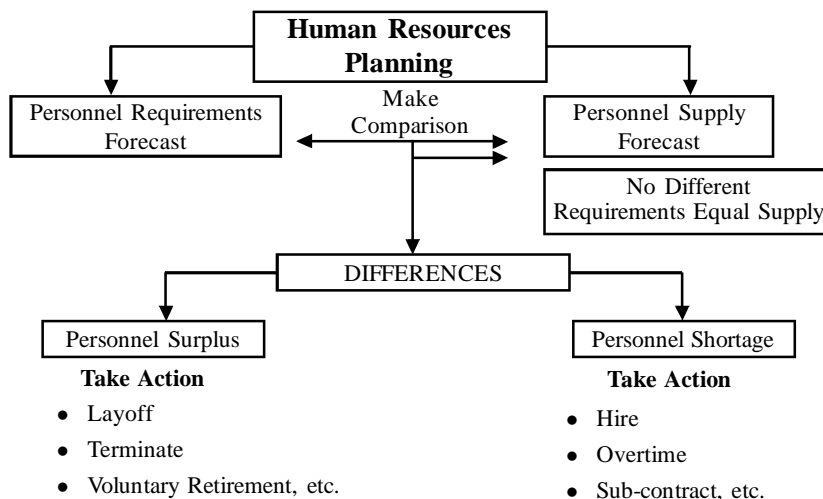 Human Resources
Planning
Personnel Requirements
Forecast
Make
Comparison
Personnel Supply
Forecast
No Different
Requirements Equal Supply
DIFFERENCES
Personnel Surplus
Take Action
● Layoff
● Terminate
● Voluntary Retirement, etc.
Personnel Shortage
Take Action
● Hire
● Overtime
● Sub-contract, etc.